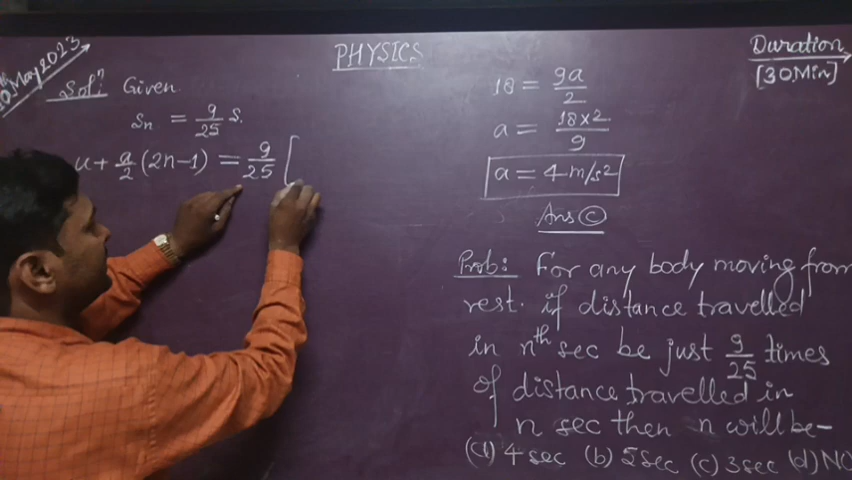 PHYSICS
Duration
[30Min]
10th May 2023
Solⁿ: Given
Sn = 9/25 S.
u + a/2 (2n-1) = 9/25 [
18 = 9a/2
a = 18×2/9
a = 4 m/s²
Ans (C)
Prob: For any body moving from
rest. if distance travelled
in nth sec be just 9/25 times
of distance travelled in
n sec then n will be-
(a) 4 sec (b) 5 sec (c) 3 sec (d) NO